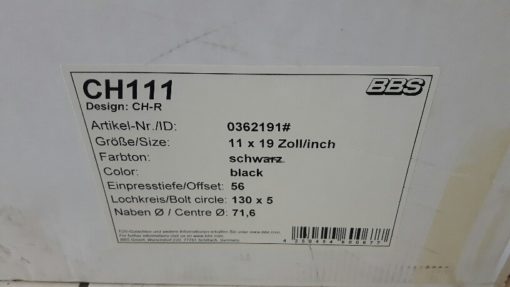 CH111
BBS
Design: CH-R
Artikel-Nr./ID: 0362191#
Größe/Size: 11 x 19 Zoll/inch
Farbton: schwarz
Color: black
Einpresstiefe/Offset: 56
Lochkreis/Bolt circle: 130 x 5
Naben Ø / Centre Ø: 71,6